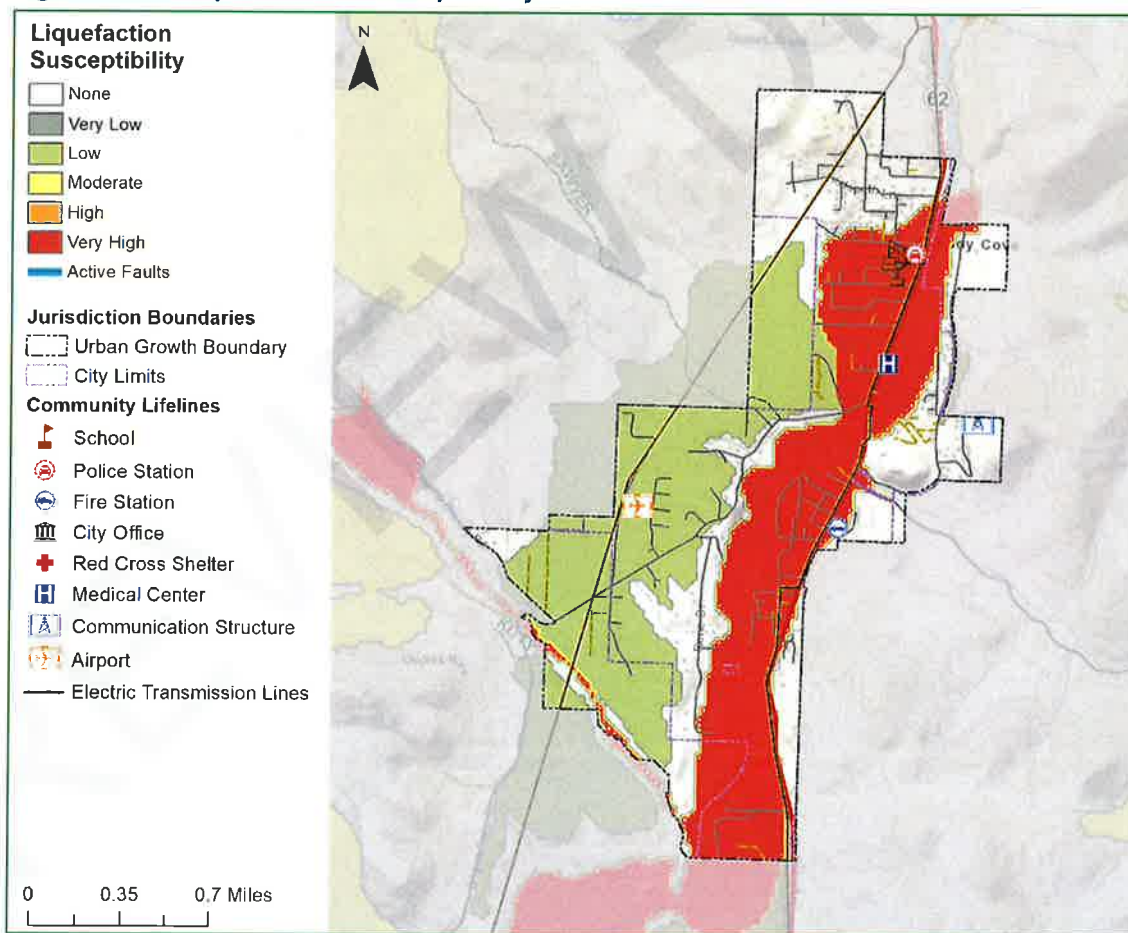 Liquefaction
Susceptibility
None
Very Low
Low
Moderate
High
Very High
Active Faults
Jurisdiction Boundaries
Urban Growth Boundary
City Limits
Community Lifelines
School
Police Station
Fire Station
City Office
Red Cross Shelter
Medical Center
Communication Structure
Airport
Electric Transmission Lines
0 0.35 0.7 Miles
N
62
H